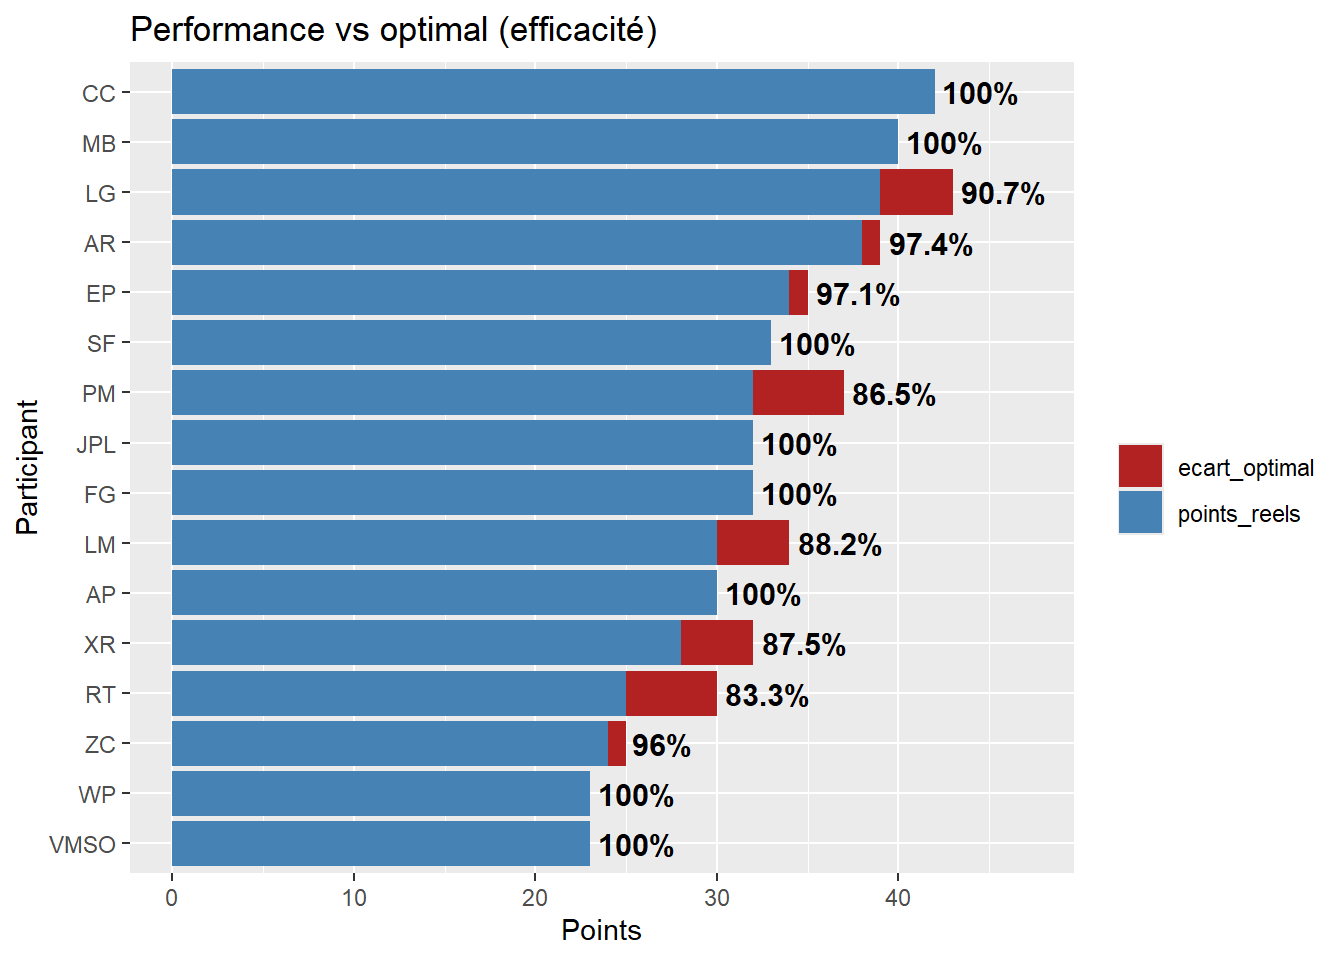 Performance vs optimal (efficacité)
Participant
CC 100%
MB 100%
LG 90.7%
AR 97.4%
EP 97.1%
SF 100%
PM 86.5%
JPL 100%
FG 100%
LM 88.2%
AP 100%
XR 87.5%
RT 83.3%
ZC 96%
WP 100%
VMSO 100%
0 10 20 30 40
Points
ecart_optimal
points_reels